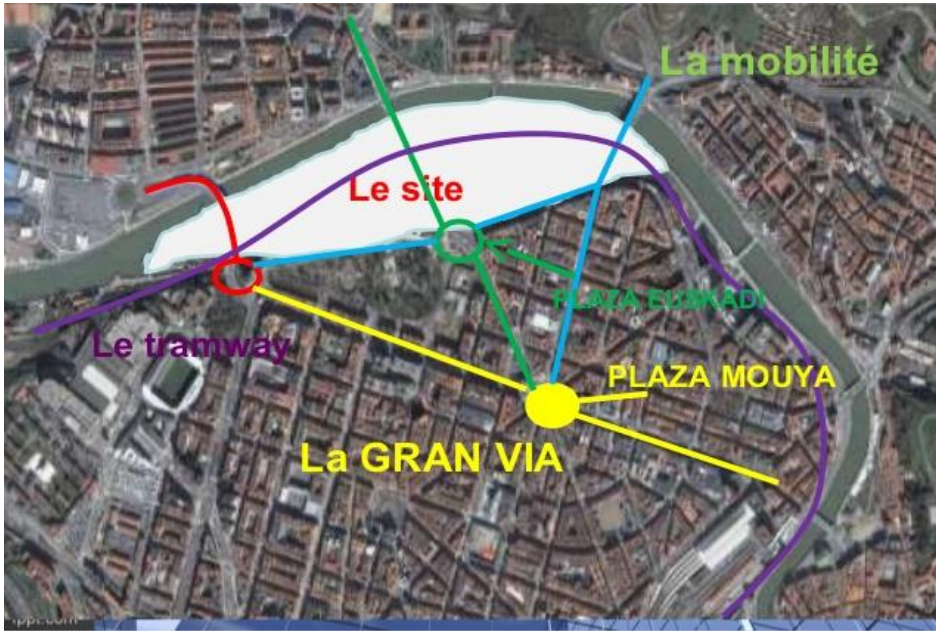 La mobilité
Le site
PLAZA EUSKADI
Le tramway
PLAZA MOUYA
La GRAN VIA